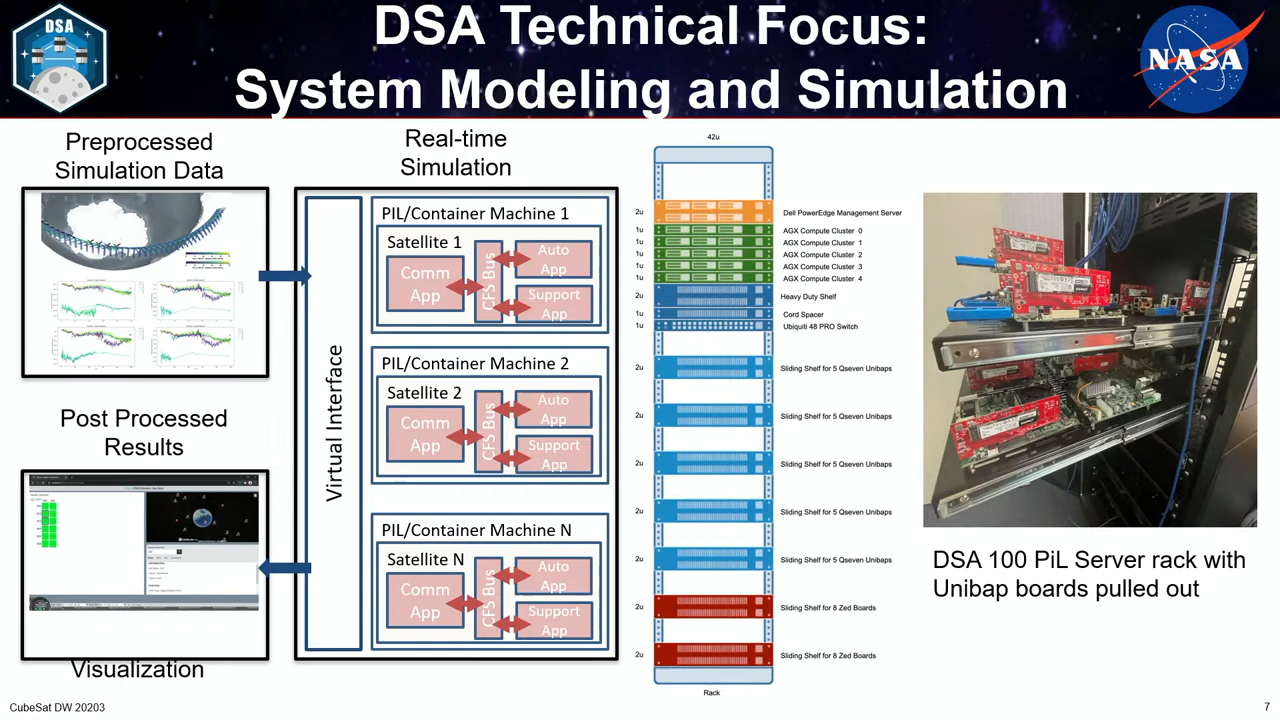 DSA
DSA Technical Focus:
System Modeling and Simulation
NASA
Preprocessed
Simulation Data
Post Processed
Results
Visualization
Real-time
Simulation
Virtual Interface
PIL/Container Machine 1
Satellite 1
Comm
App
CFS Bus
Auto
App
Support
App
PIL/Container Machine 2
Satellite 2
Comm
App
CFS Bus
Auto
App
Support
App
PIL/Container Machine N
Satellite N
Comm
App
CFS Bus
Auto
App
Support
App
42u
2u Dell PowerEdge Management Server
1u AGX Compute Cluster 0
1u AGX Compute Cluster 1
1u AGX Compute Cluster 2
1u AGX Compute Cluster 3
1u AGX Compute Cluster 4
2u Heavy Duty Shelf
1u Cord Spacer
1u Ubiquiti 48 PRO Switch
2u Sliding Shelf for 5 Qseven Unibaps
2u Sliding Shelf for 5 Qseven Unibaps
2u Sliding Shelf for 5 Qseven Unibaps
2u Sliding Shelf for 5 Qseven Unibaps
2u Sliding Shelf for 5 Qseven Unibaps
2u Sliding Shelf for 8 Zed Boards
2u Sliding Shelf for 8 Zed Boards
Rack
DSA 100 PiL Server rack with
Unibap boards pulled out
CubeSat DW 20203
7